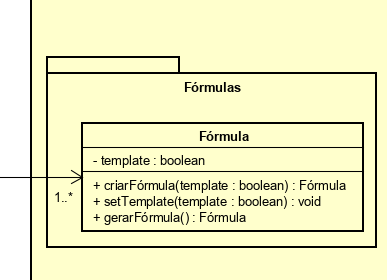 Fórmulas
Fórmula
- template : boolean
+ criarFórmula(template : boolean) : Fórmula
+ setTemplate(template : boolean) : void
+ gerarFórmula() : Fórmula
1..*